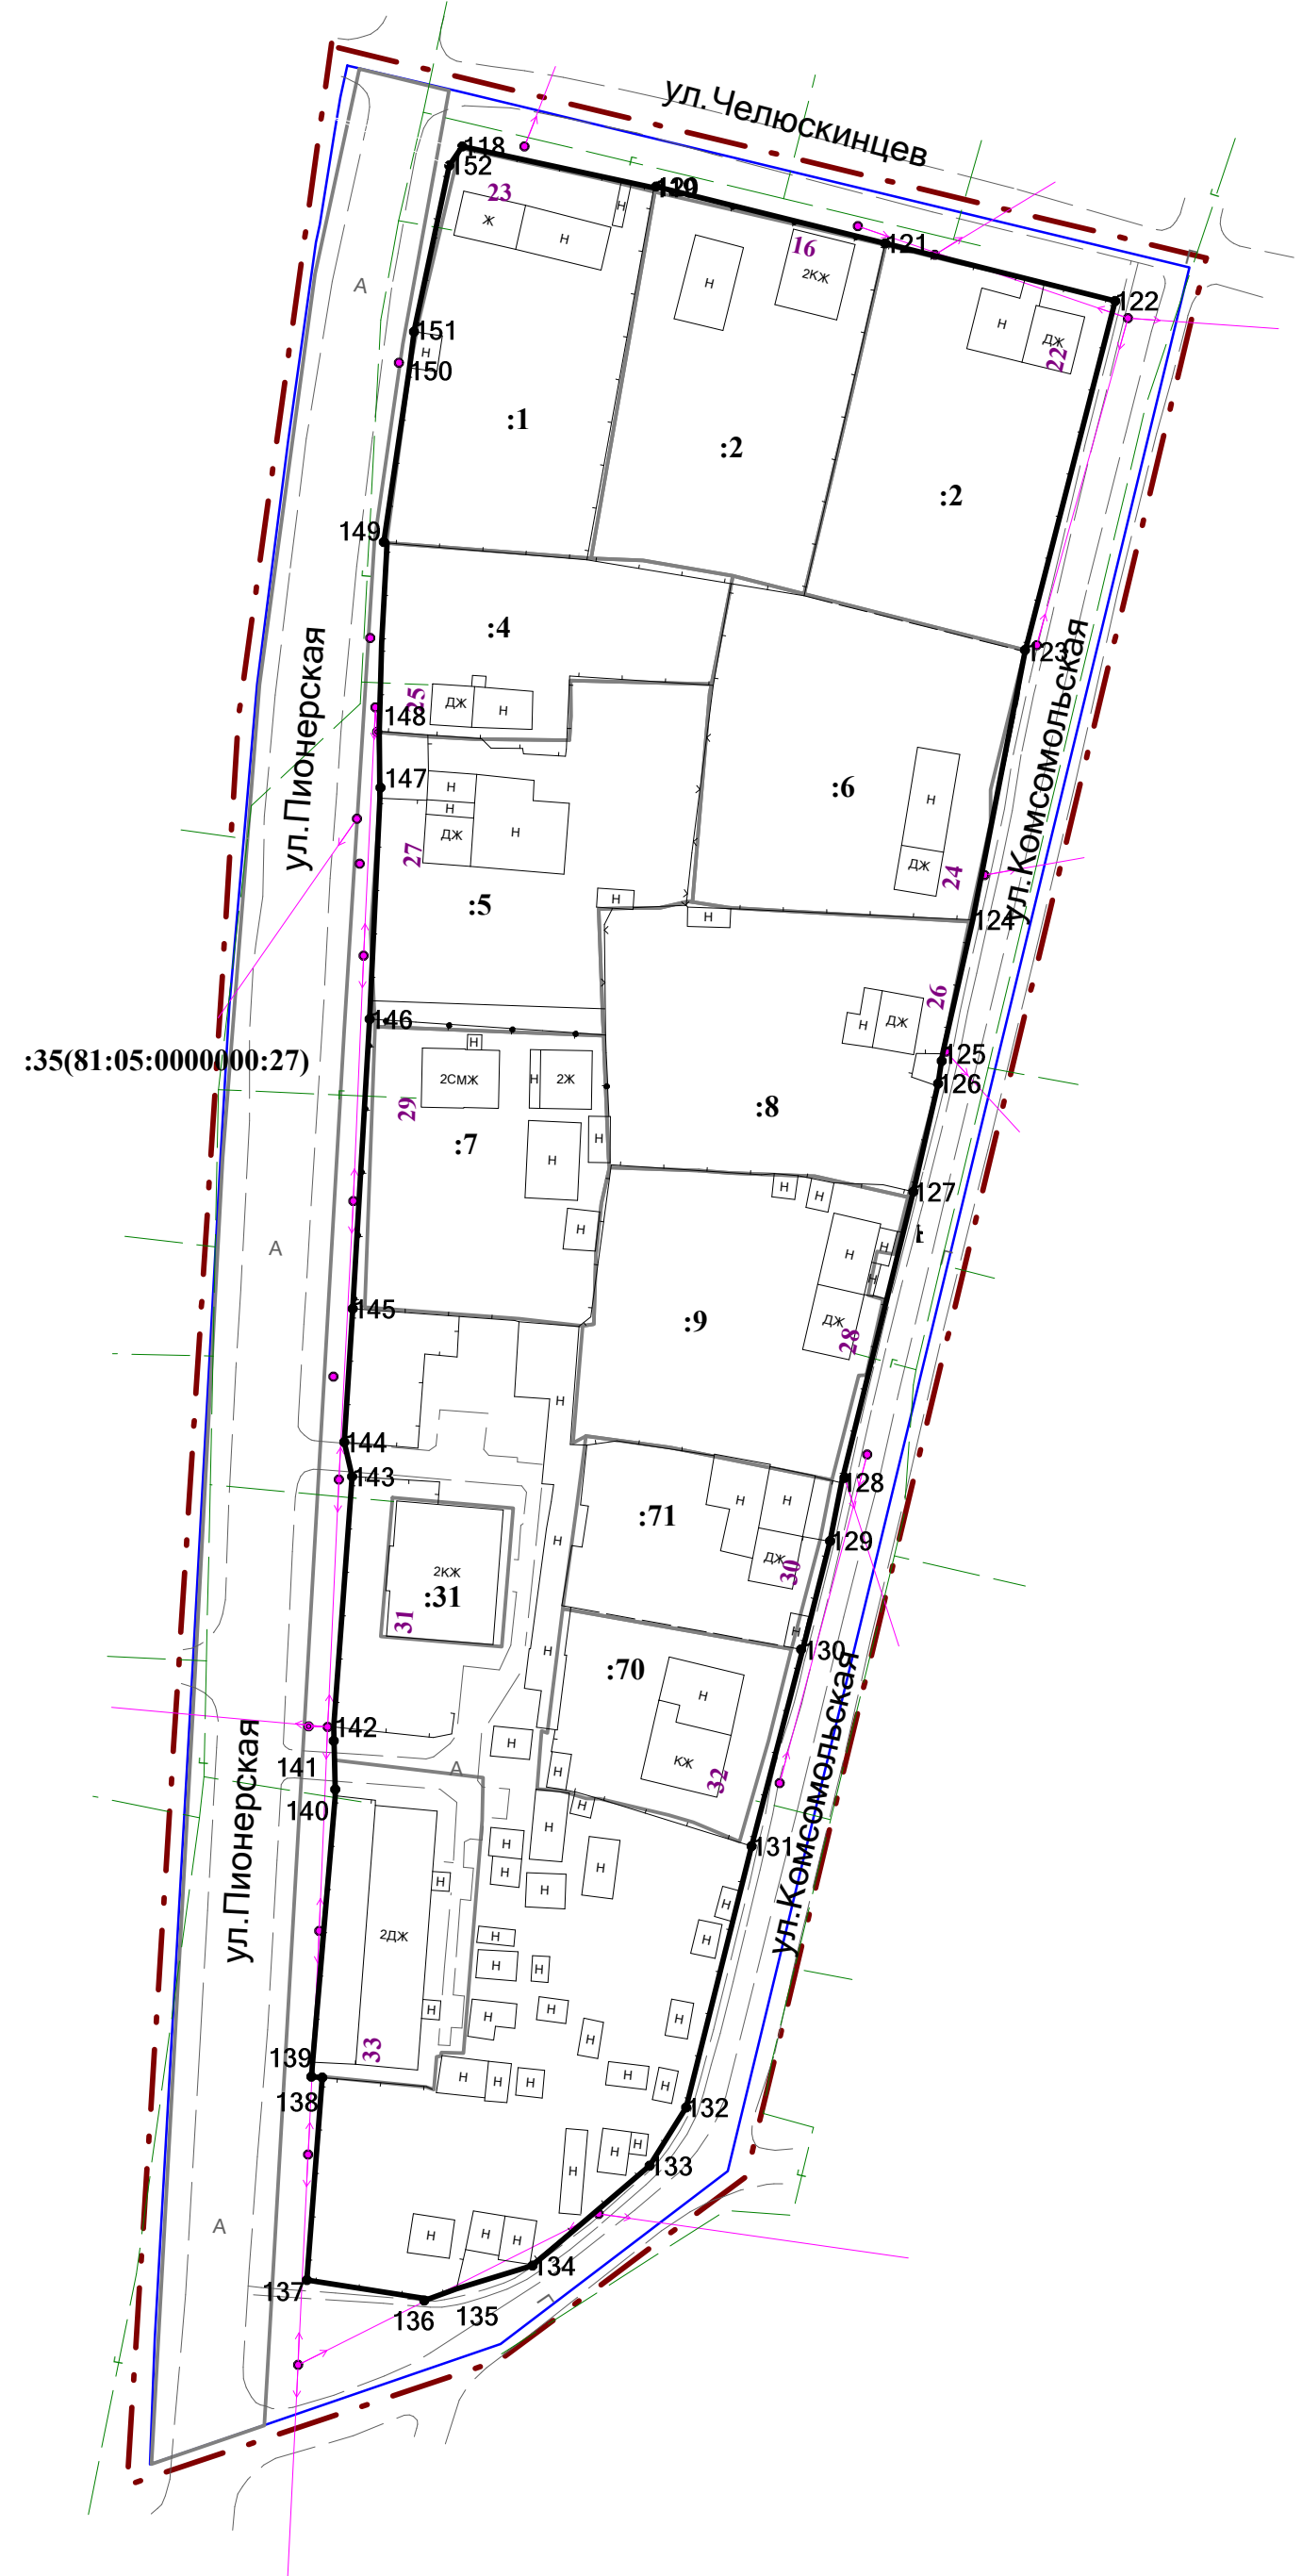 ул.Челюскинцев
118
152
23
Ж
Н
Н
119
120
16
121
2КЖ
Н
122
Н
ДЖ
22
А
151
Н
150
:1
:2
:2
149
:4
123
ул.Пионерская
ул.Комсомольская
25
ДЖ
Н
148
147
Н
Н
ДЖ
Н
27
:6
Н
ДЖ
24
:5
Н
Н
124
26
Н
ДЖ
146
:35(81:05:0000000:27)
125
126
Н
2СМЖ
Н
2Ж
29
:8
:7
Н
Н
Н
Н
Н
127
А
Н
Н
Н
ДЖ
28
:9
145
Н
144
143
128
Н
Н
:71
129
Н
ДЖ
30
2КЖ
:31
31
Н
Н
130
:70
Н
КЖ
32
ул.Комсомольская
ул.Пионерская
142
Н
141
А
Н
140
Н
Н
131
Н
Н
Н
Н
Н
Н
2ДЖ
Н
Н
Н
Н
Н
Н
Н
Н
Н
33
139
Н
Н
Н
Н
Н
138
132
Н
Н
133
Н
А
Н
Н
Н
134
137
136
135